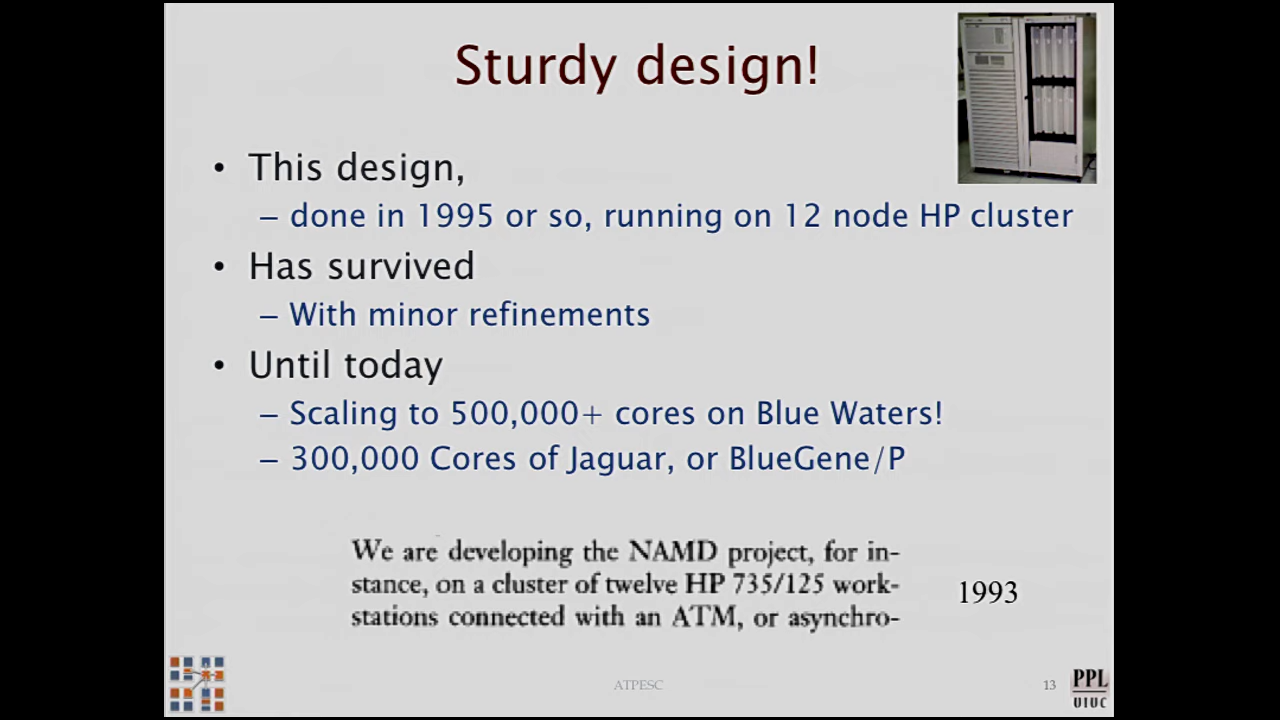 Sturdy design!
• This design,
– done in 1995 or so, running on 12 node HP cluster
• Has survived
– With minor refinements
• Until today
– Scaling to 500,000+ cores on Blue Waters!
– 300,000 Cores of Jaguar, or BlueGene/P
We are developing the NAMD project, for in-
stance, on a cluster of twelve HP 735/125 work-
stations connected with an ATM, or asynchro-
1993
ATPESC
13
PPL
UIUC